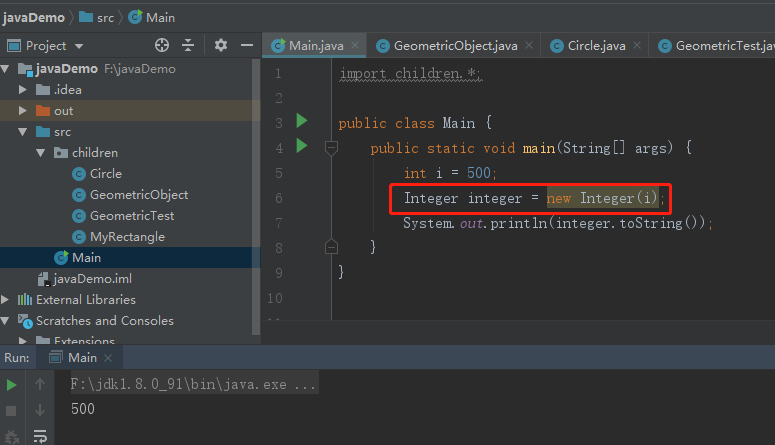 javaDemo src Main
Project
Main.java GeometricObject.java Circle.java GeometricTest.j
javaDemo F:\javaDemo
.idea
out
src
children
Circle
GeometricObject
GeometricTest
MyRectangle
Main
javaDemo.iml
External Libraries
Scratches and Consoles
Extensions
1 import children.*;
2
3 public class Main {
4 public static void main(String[] args) {
5 int i = 500;
6 Integer integer = new Integer(i);
7 System.out.println(integer.toString());
8 }
9 }
10
Run: Main
F:\jdk1.8.0_91\bin\java.exe ...
500